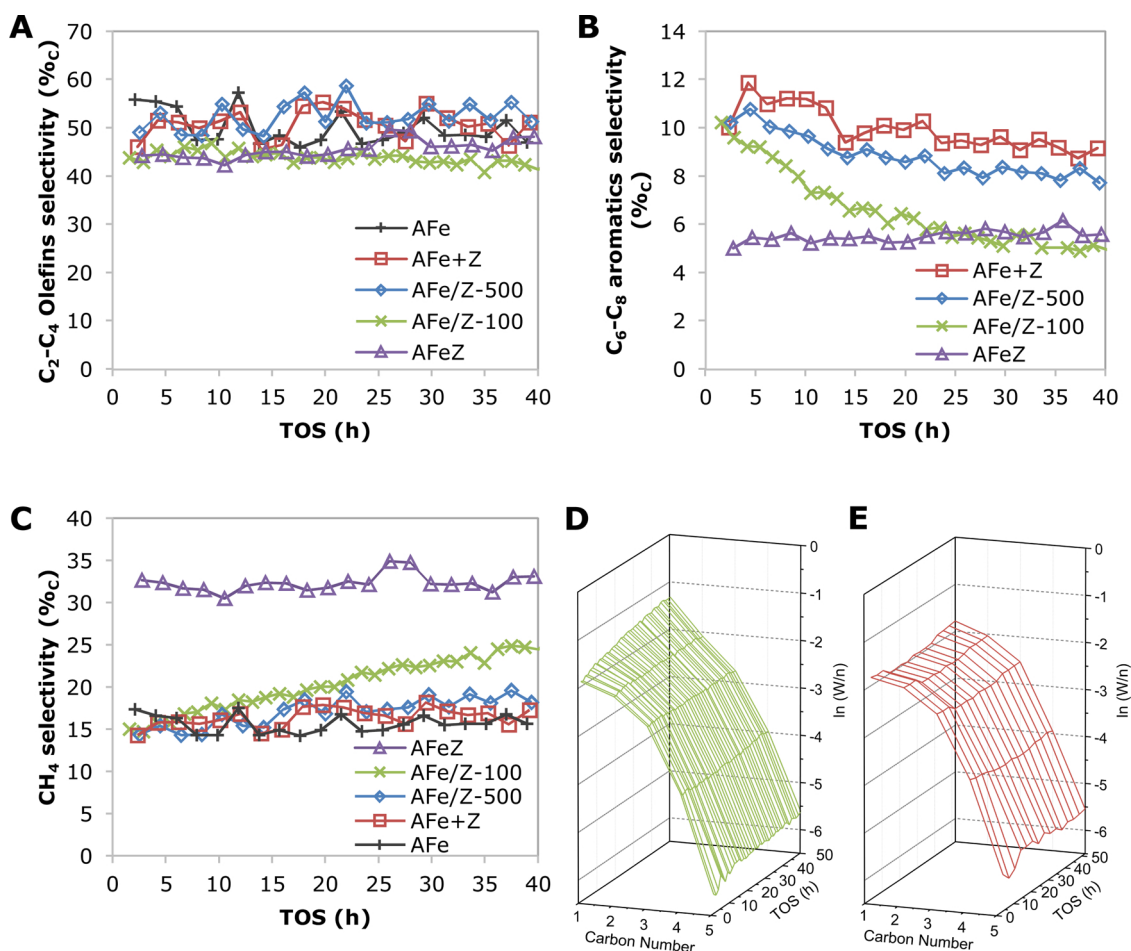 A
C₂-C₄ Olefins selectivity (%C)
70
60
50
40
30
20
10
0
0 5 10 15 20 25 30 35 40
TOS (h)
AFe
AFe+Z
AFe/Z-500
AFe/Z-100
AFeZ
B
C₆-C₈ aromatics selectivity
(%C)
14
12
10
8
6
4
2
0
0 5 10 15 20 25 30 35 40
TOS (h)
AFe+Z
AFe/Z-500
AFe/Z-100
AFeZ
C
CH₄ selectivity (%C)
40
35
30
25
20
15
10
5
0
0 5 10 15 20 25 30 35 40
TOS (h)
AFeZ
AFe/Z-100
AFe/Z-500
AFe+Z
AFe
D
0
-1
-2
-3
-4
-5
-6
ln (W/n)
1 2 3 4 5
Carbon Number
0 10 20 30 40 50
TOS (h)
E
0
-1
-2
-3
-4
-5
-6
ln (W/n)
1 2 3 4 5
Carbon Number
0 10 20 30 40 50
TOS (h)